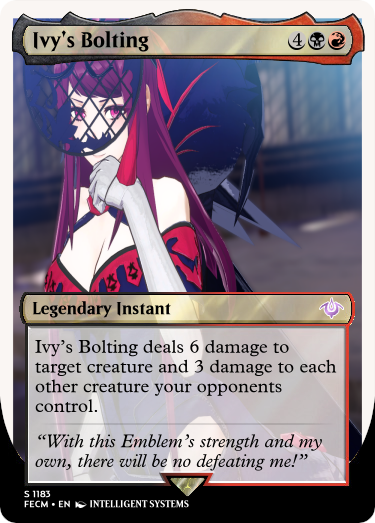 Ivy's Bolting 4
Legendary Instant
Ivy's Bolting deals 6 damage to
target creature and 3 damage to each
other creature your opponents
control.
“With this Emblem's strength and my
own, there will be no defeating me!”
S 1183
FECM • EN INTELLIGENT SYSTEMS